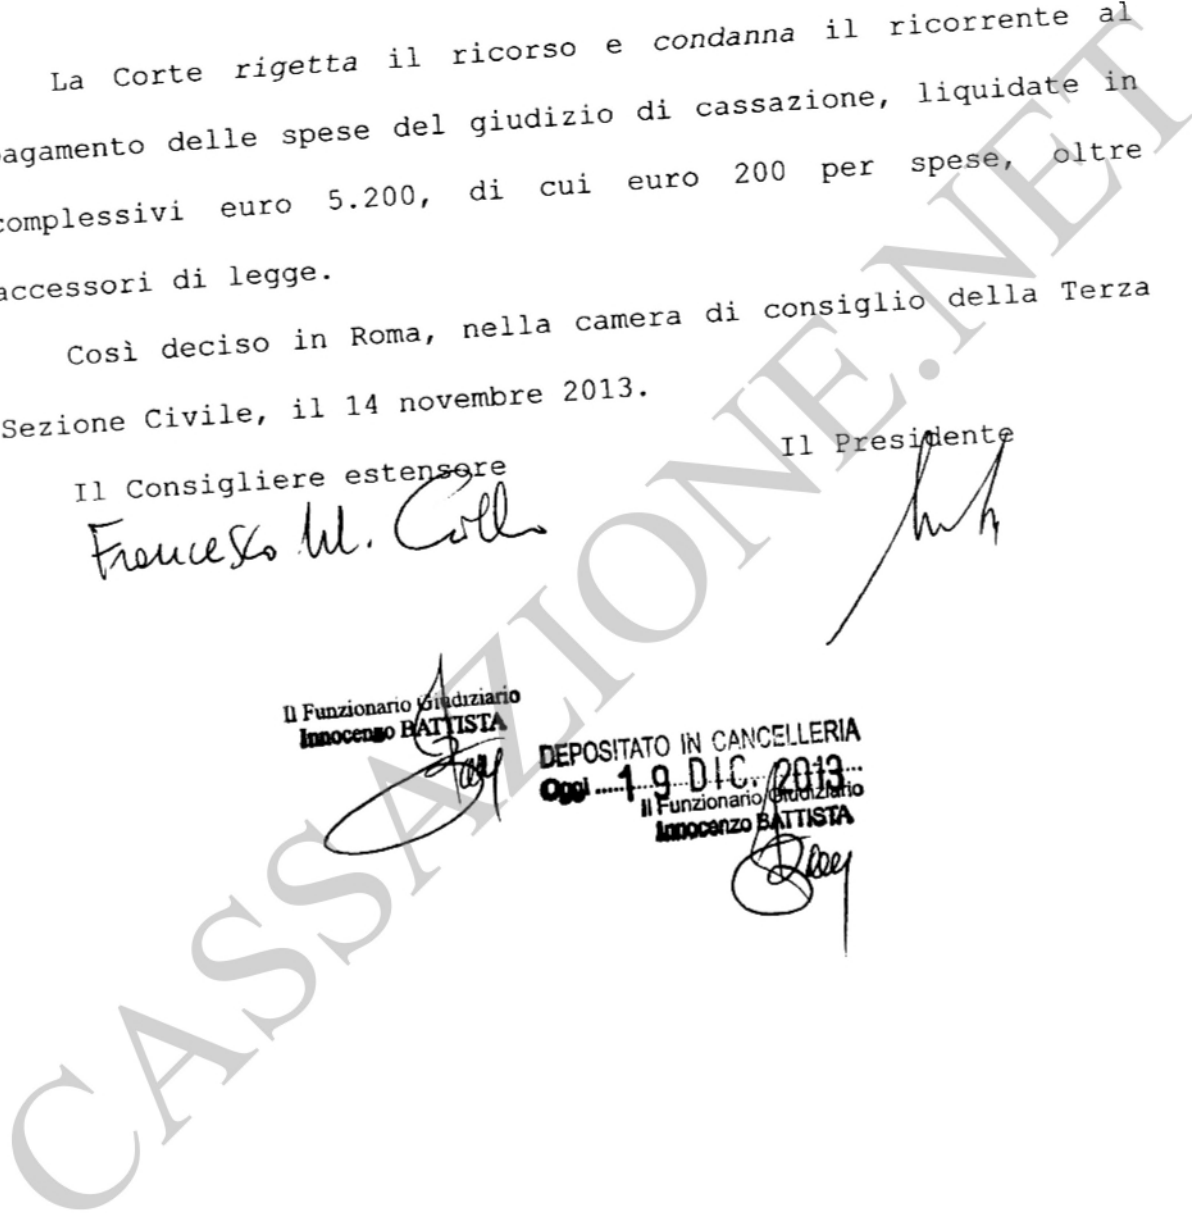 La Corte rigetta il ricorso e condanna il ricorrente al
pagamento delle spese del giudizio di cassazione, liquidate in
complessivi euro 5.200, di cui euro 200 per spese, oltre
accessori di legge.
Così deciso in Roma, nella camera di consiglio della Terza
Sezione Civile, il 14 novembre 2013.
Il Consigliere estensore
Il Presidente
Francesco M. Cirillo
Il Funzionario Giudiziario
Innocenzo BATTISTA
DEPOSITATO IN CANCELLERIA
Oggi ..... 19 DIC. 2013...
Il Funzionario Giudiziario
Innocenzo BATTISTA
CASSAZIONE.NET